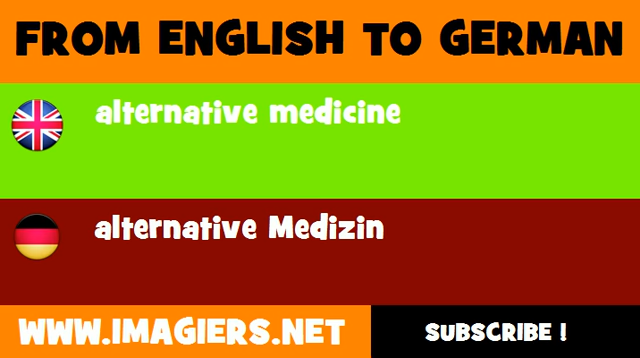 FROM ENGLISH TO GERMAN
alternative medicine
alternative Medizin
WWW.IMAGIERS.NET
SUBSCRIBE !